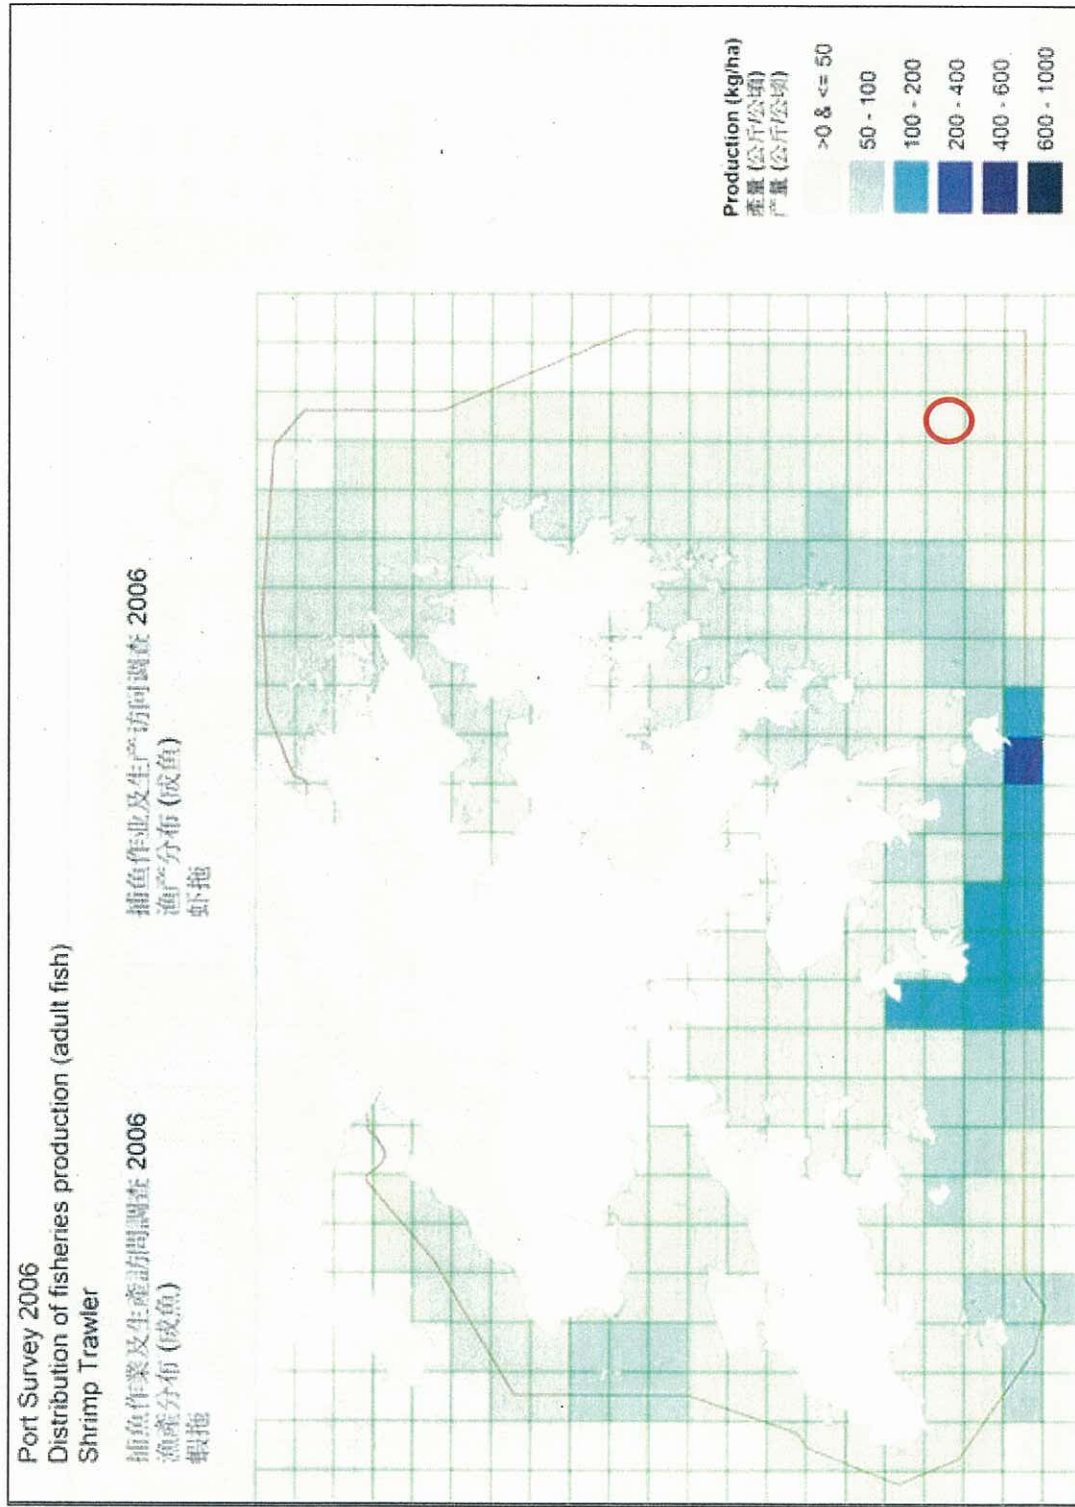 Port Survey 2006
Distribution of fisheries production (adult fish)
Shrimp Trawler
捕魚作業及生產訪問調查 2006
漁產分布 (成魚)
蝦拖
捕鱼作业及生产访问调查 2006
渔产分布 (成鱼)
虾拖
Production (kg/ha)
產量 (公斤/公頃)
产量 (公斤/公顷)
>0 & <= 50
50 - 100
100 - 200
200 - 400
400 - 600
600 - 1000